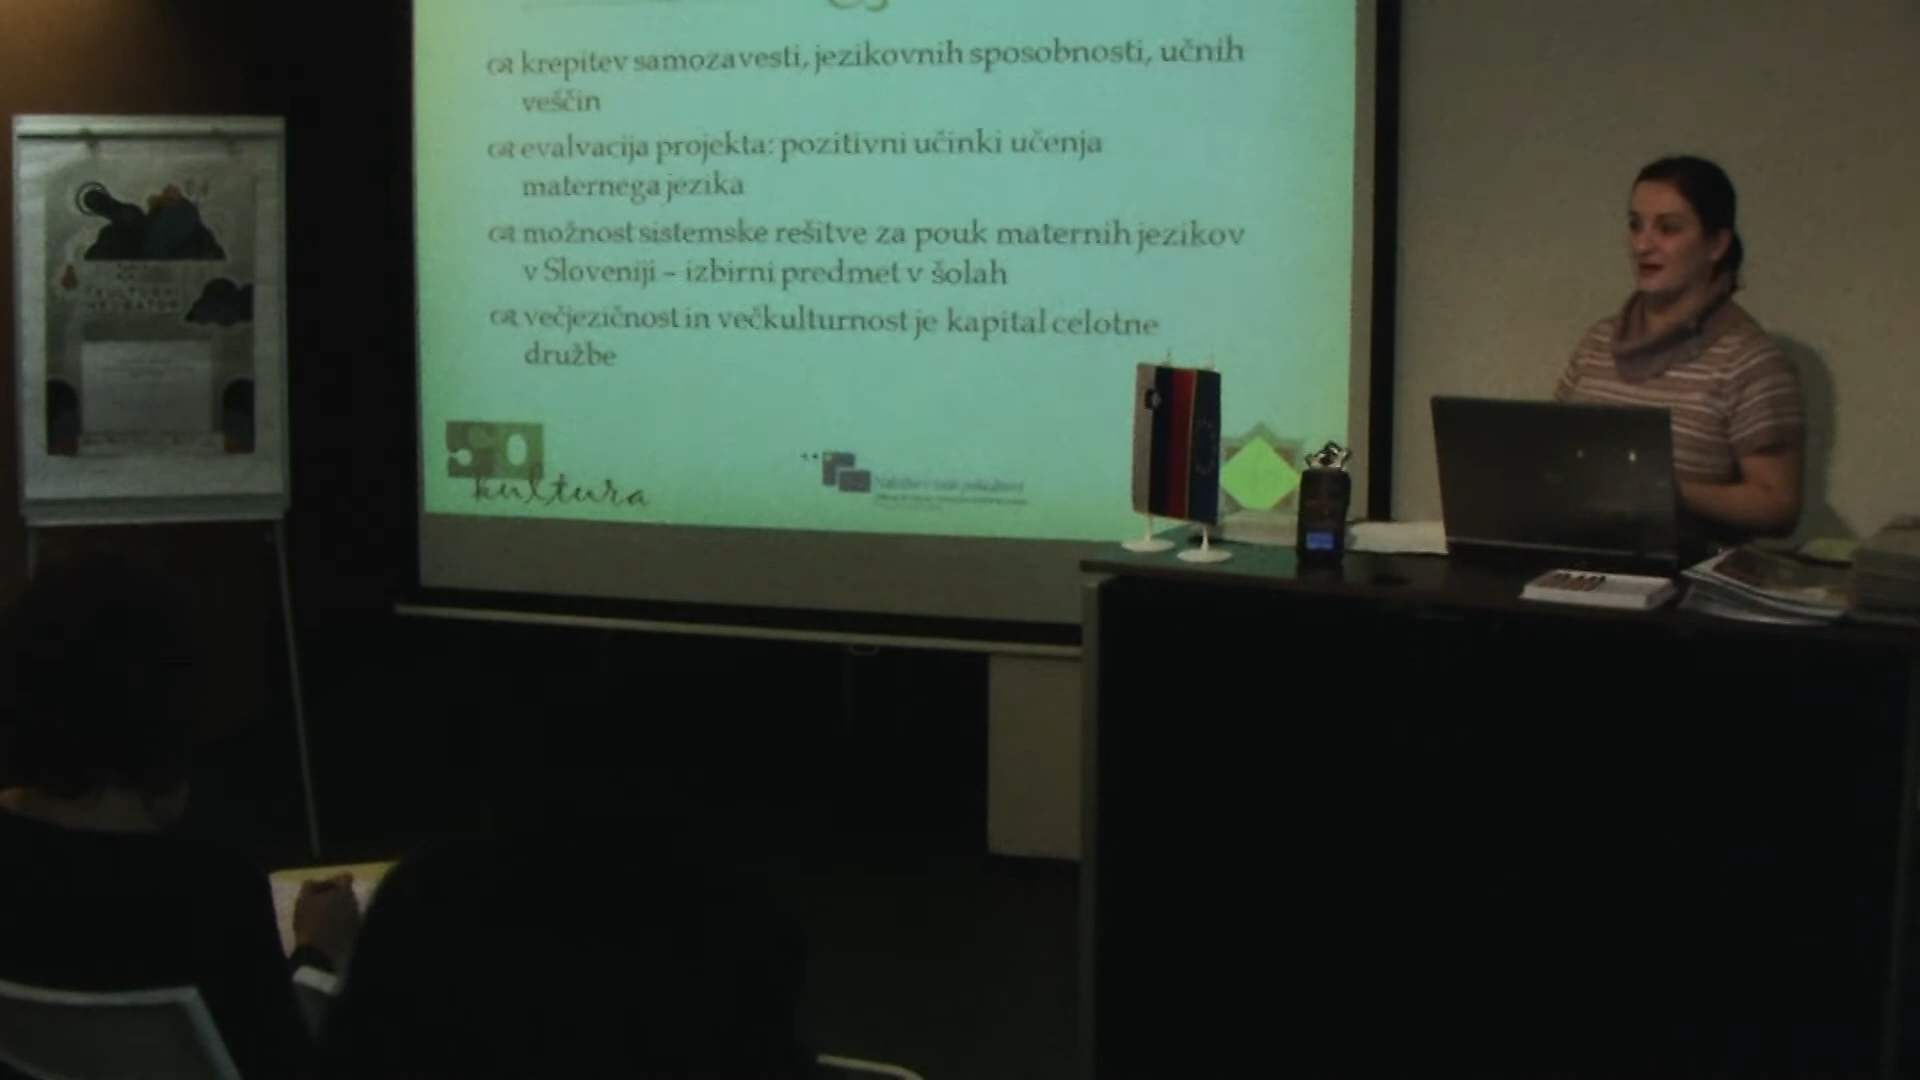 krepitev samozavesti, jezikovnih sposobnosti, učnih
veščin
evalvacija projekta: pozitivni učinki učenja
maternega jezika
možnost sistemske rešitve za pouk maternih jezikov
v Sloveniji – izbirni predmet v šolah
večjezičnost in večkulturnost je kapital celotne
družbe
kultura